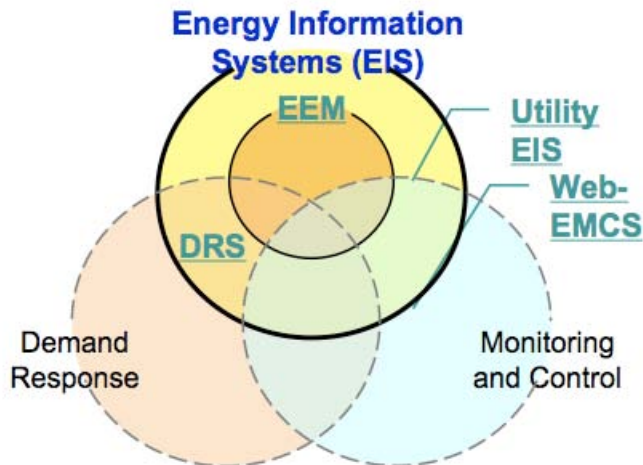 Energy Information
Systems (EIS)
EEM
Utility
EIS
Web-
EMCS
DRS
Demand
Response
Monitoring
and Control